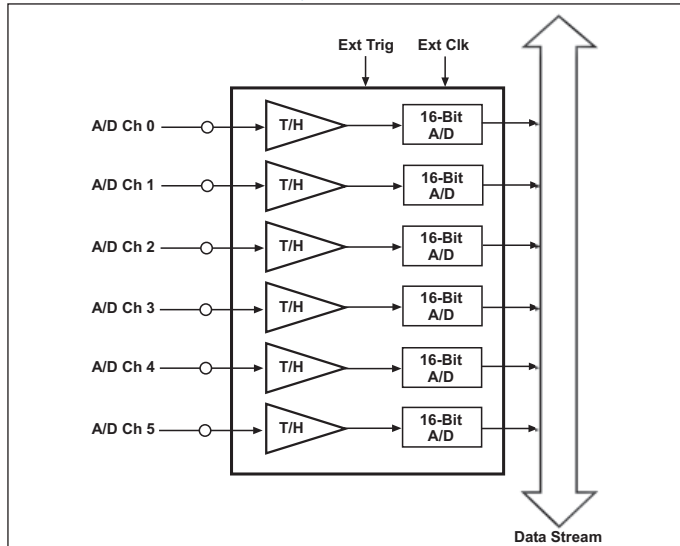 Ext Trig Ext Clk
A/D Ch 0
T/H
16-Bit
A/D
A/D Ch 1
T/H
16-Bit
A/D
A/D Ch 2
T/H
16-Bit
A/D
A/D Ch 3
T/H
16-Bit
A/D
A/D Ch 4
T/H
16-Bit
A/D
A/D Ch 5
T/H
16-Bit
A/D
Data Stream